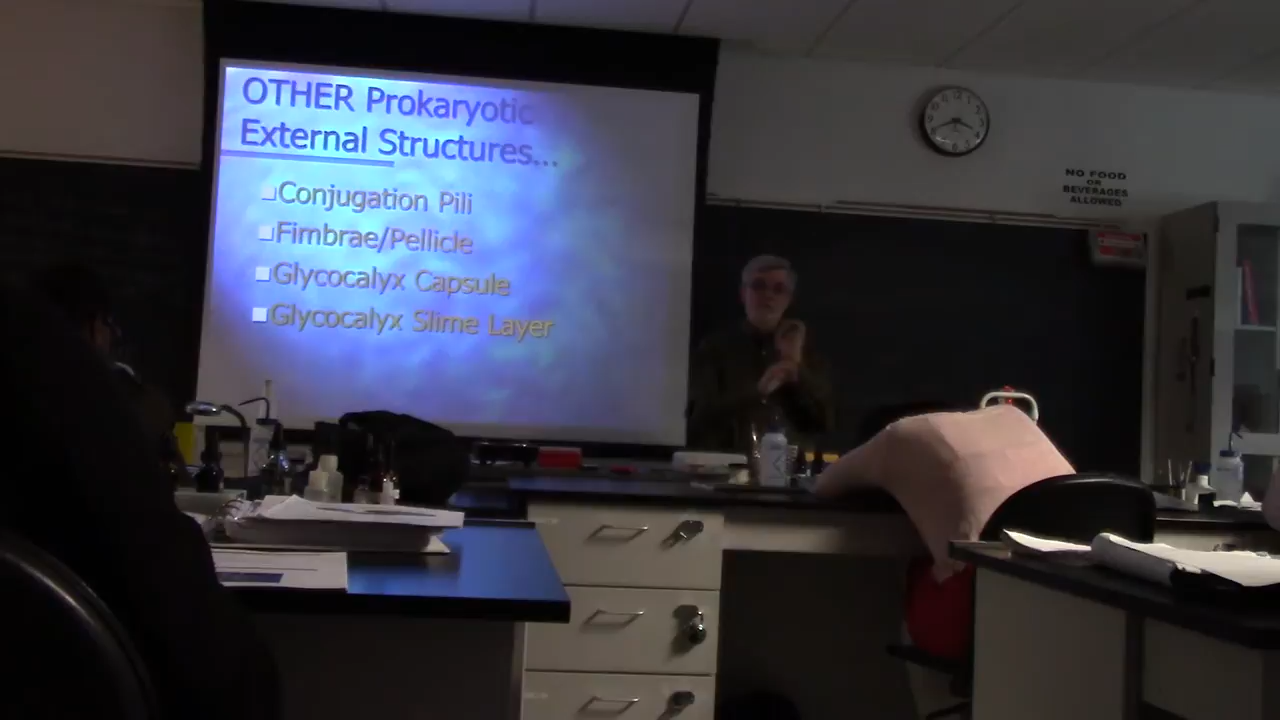 OTHER Prokaryotic
External Structures...
Conjugation Pili
Fimbrae/Pellicle
Glycocalyx Capsule
Glycocalyx Slime Layer
NO FOOD
OR
BEVERAGES
ALLOWED